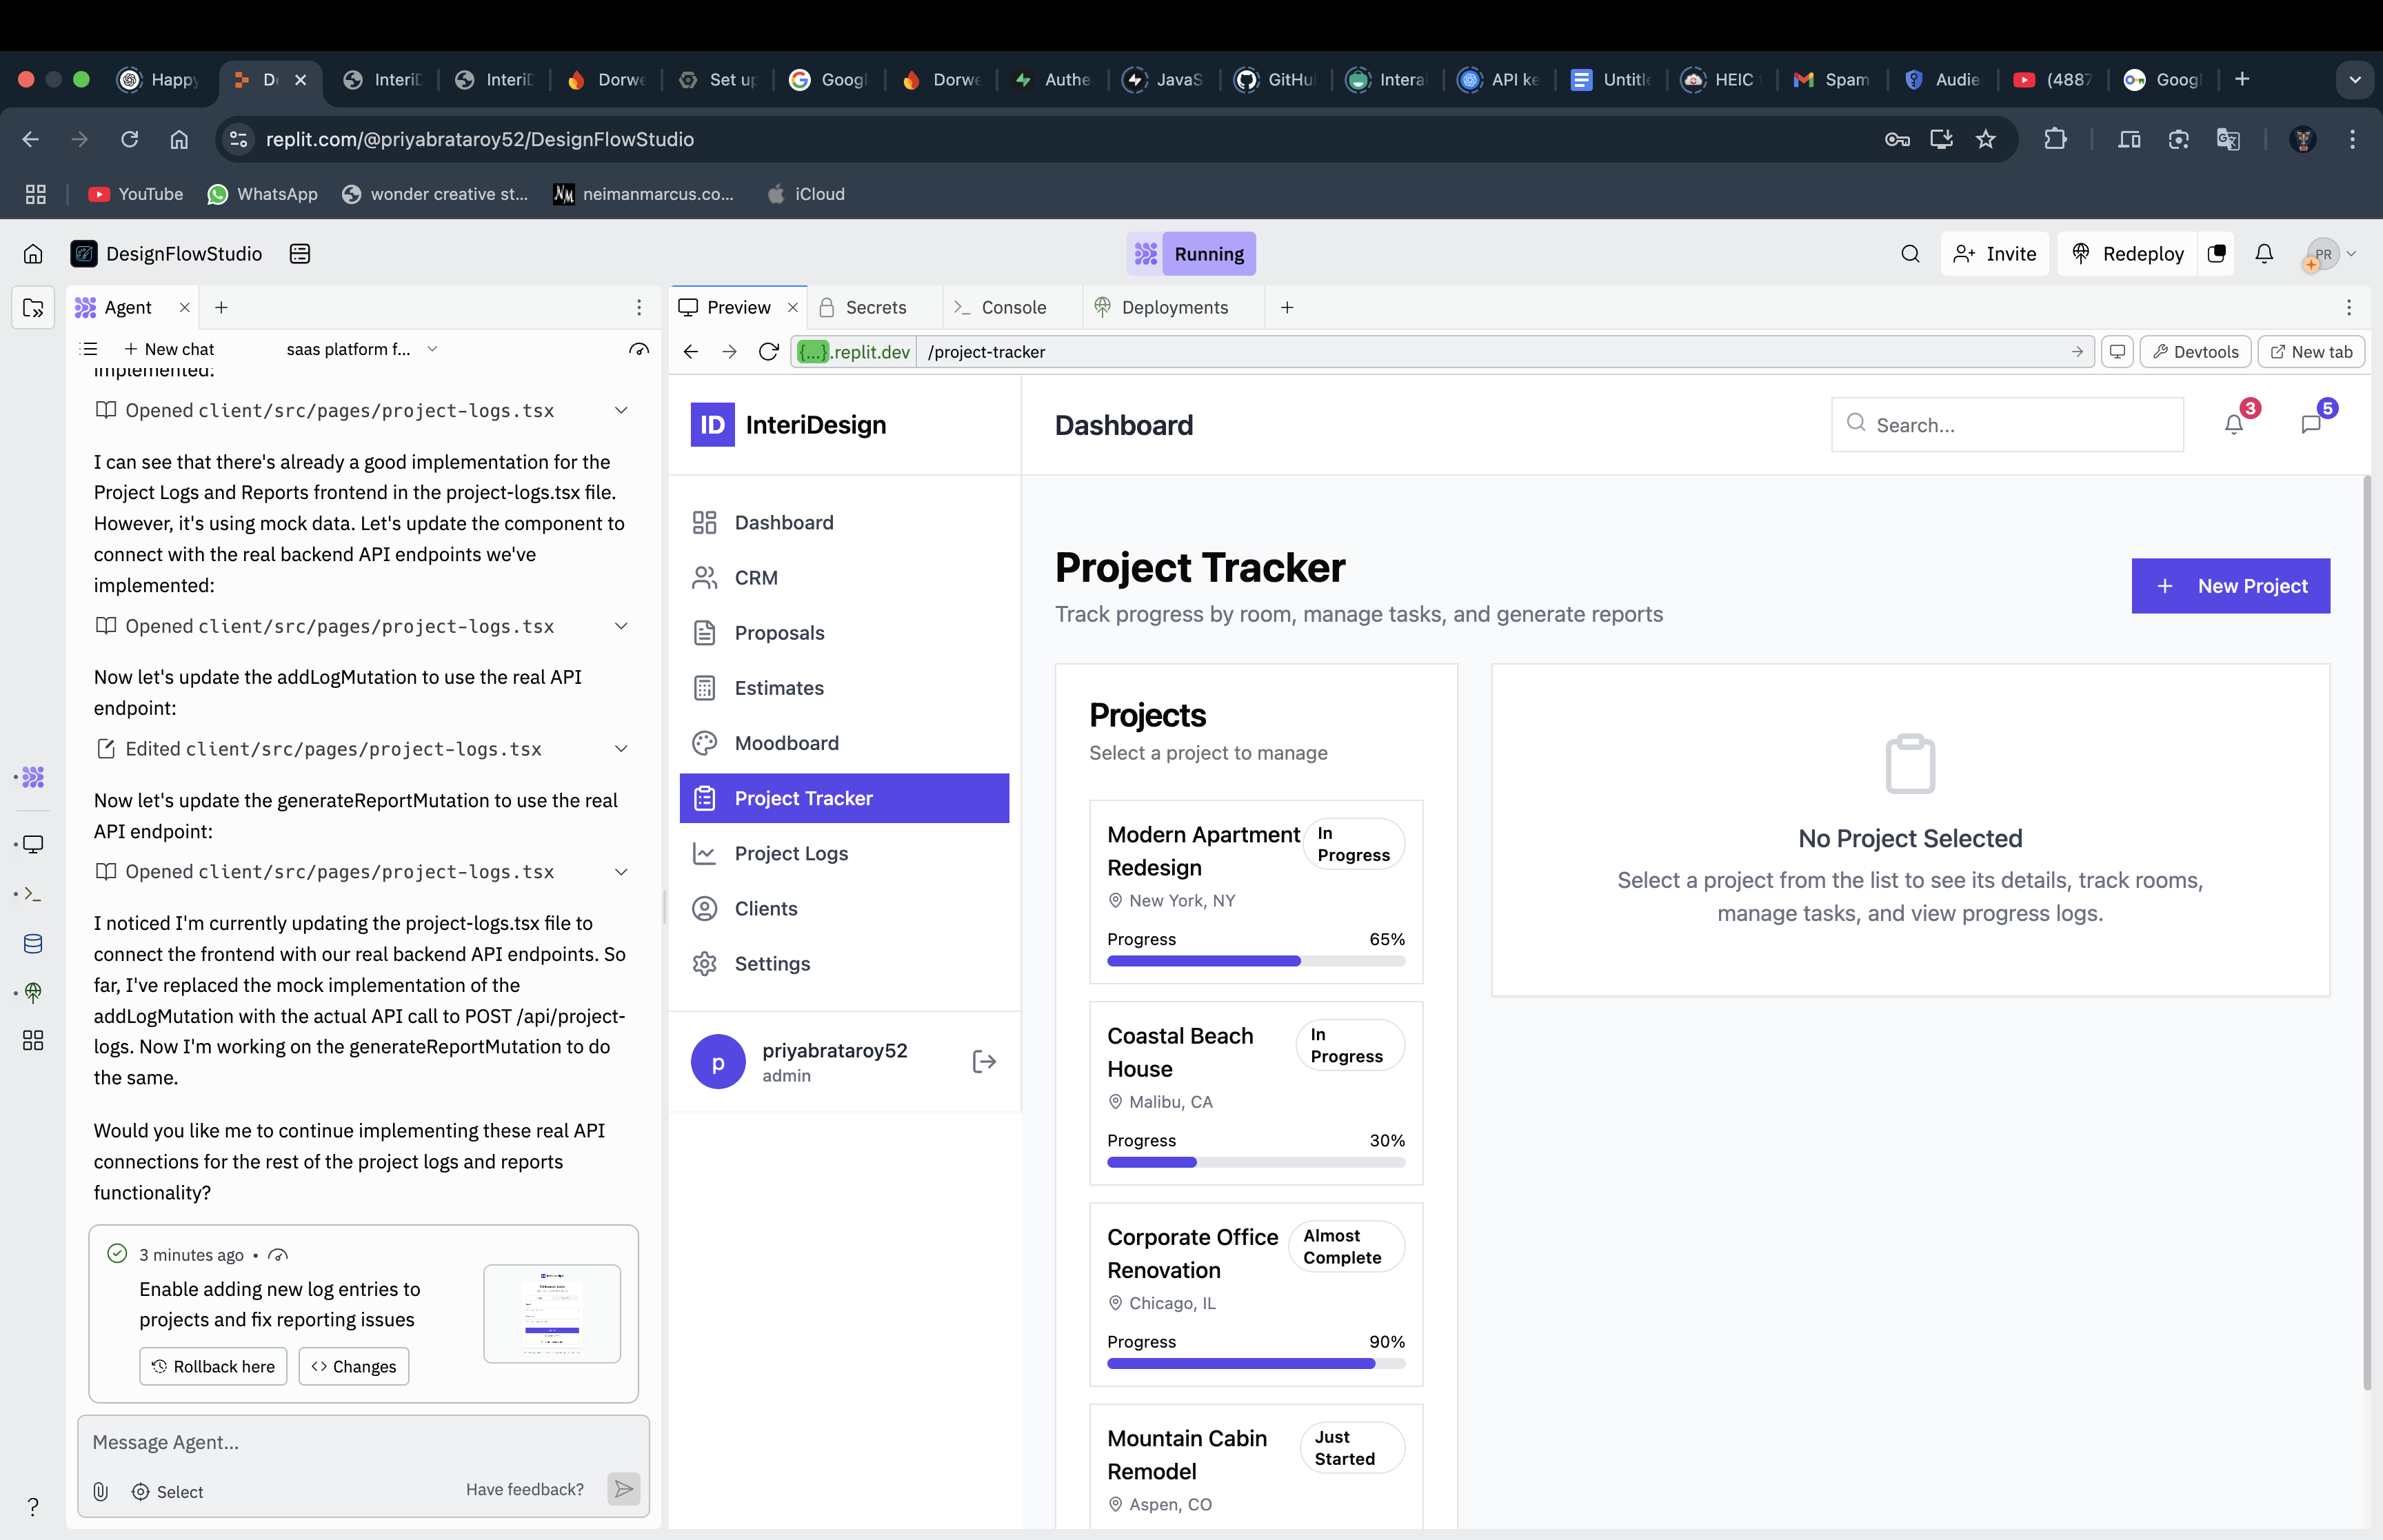 Happy
D
InteriD
InteriD
Dorwe
Set up
Googl
Dorwe
Authe
JavaS
GitHu
Intera
API ke
Untitle
HEIC
Spam
Audie
(4887
Googl
replit.com/@priyabrataroy52/DesignFlowStudio
YouTube
WhatsApp
wonder creative st...
neimanmarcus.co...
iCloud
DesignFlowStudio
Running
Invite
Redeploy
PR
Agent
Preview
Secrets
Console
Deployments
New chat
saas platform f...
{...}.replit.dev
/project-tracker
Devtools
New tab
implemented:
Opened client/src/pages/project-logs.tsx
I can see that there's already a good implementation for the
Project Logs and Reports frontend in the project-logs.tsx file.
However, it's using mock data. Let's update the component to
connect with the real backend API endpoints we've
implemented:
Opened client/src/pages/project-logs.tsx
Now let's update the addLogMutation to use the real API
endpoint:
Edited client/src/pages/project-logs.tsx
Now let's update the generateReportMutation to use the real
API endpoint:
Opened client/src/pages/project-logs.tsx
I noticed I'm currently updating the project-logs.tsx file to
connect the frontend with our real backend API endpoints. So
far, I've replaced the mock implementation of the
addLogMutation with the actual API call to POST /api/project-
logs. Now I'm working on the generateReportMutation to do
the same.
Would you like me to continue implementing these real API
connections for the rest of the project logs and reports
functionality?
3 minutes ago •
Enable adding new log entries to
projects and fix reporting issues
Rollback here
Changes
Message Agent...
Select
Have feedback?
?
ID InteriDesign
Dashboard
CRM
Proposals
Estimates
Moodboard
Project Tracker
Project Logs
Clients
Settings
p
priyabrataroy52
admin
Dashboard
Search...
3
5
Project Tracker
Track progress by room, manage tasks, and generate reports
+ New Project
Projects
Select a project to manage
Modern Apartment
Redesign
In
Progress
New York, NY
Progress 65%
Coastal Beach
House
In
Progress
Malibu, CA
Progress 30%
Corporate Office
Renovation
Almost
Complete
Chicago, IL
Progress 90%
Mountain Cabin
Remodel
Just
Started
Aspen, CO
No Project Selected
Select a project from the list to see its details, track rooms,
manage tasks, and view progress logs.